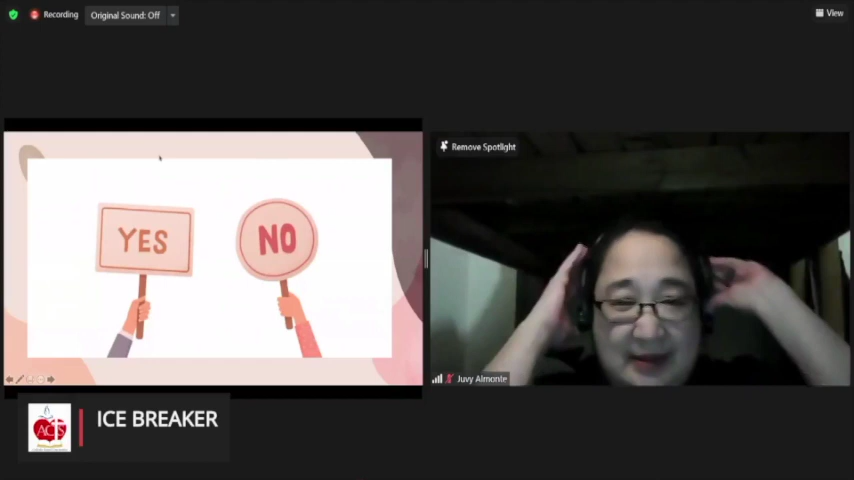 Recording
Original Sound: Off
View
Remove Spotlight
YES
NO
Juvy Almonte
ICE BREAKER